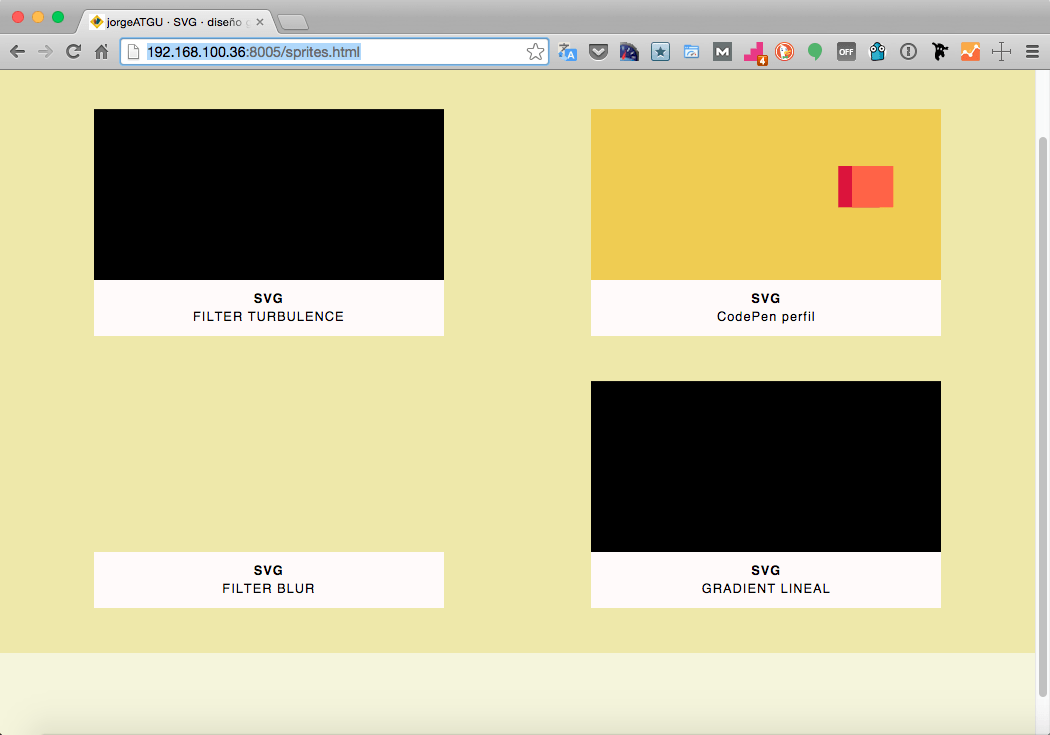 jorgeATGU · SVG · diseño
192.168.100.36:8005/sprites.html
M
4
OFF
SVG
FILTER TURBULENCE
SVG
CodePen perfil
SVG
FILTER BLUR
SVG
GRADIENT LINEAL